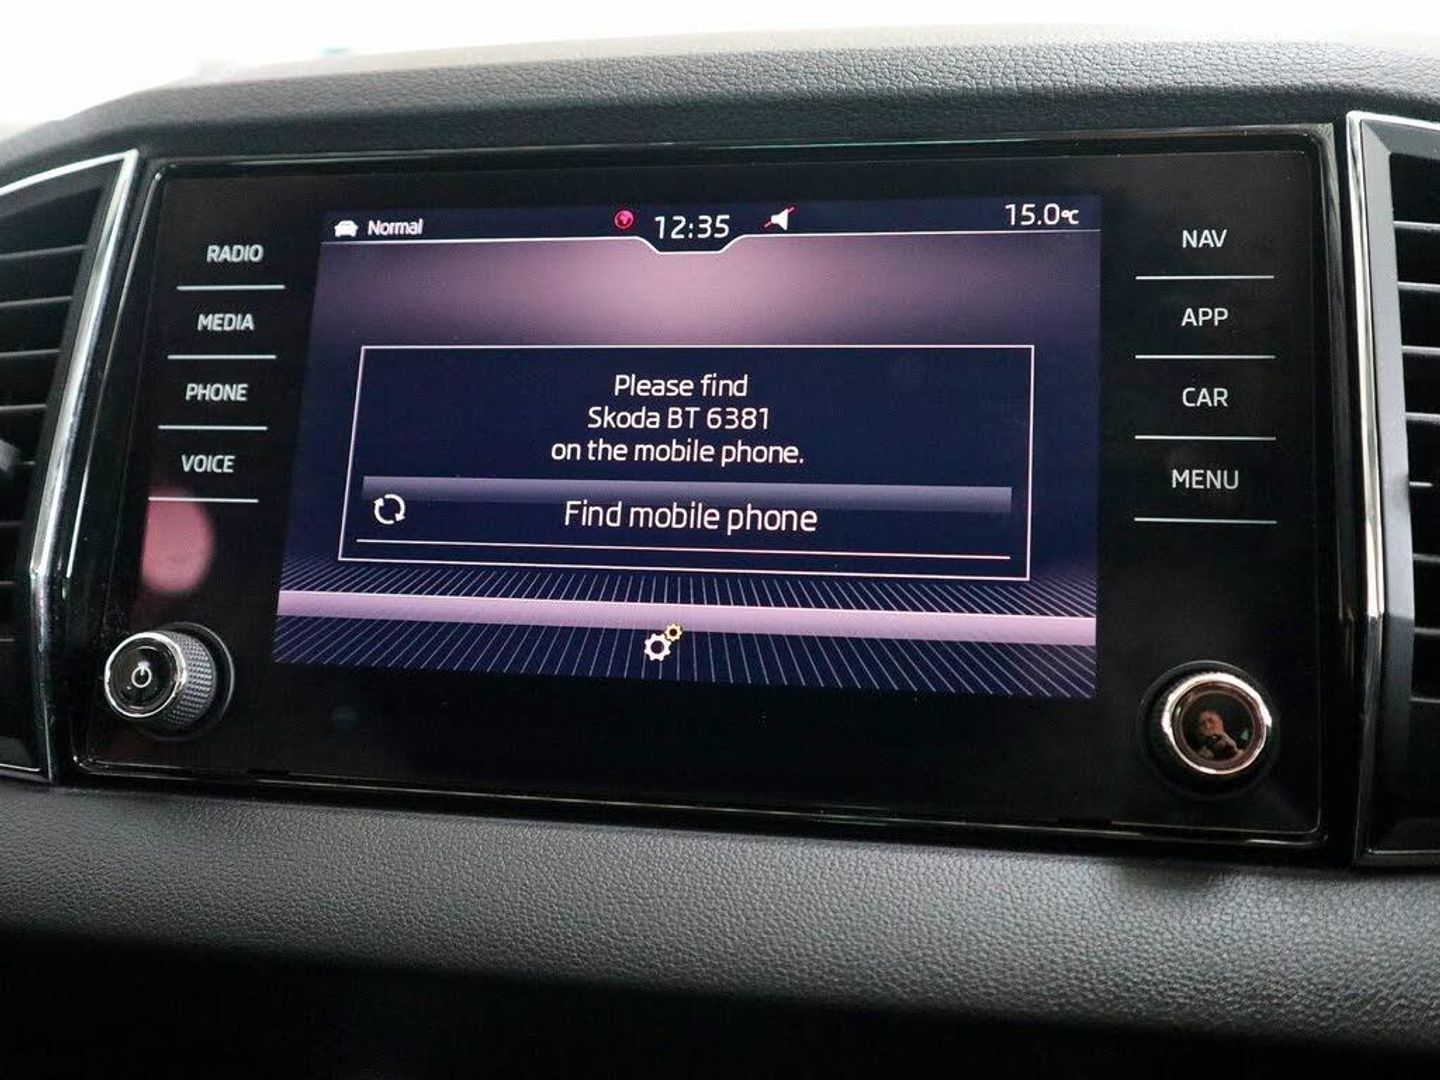 Normal
12:35
15.0°C
RADIO
MEDIA
PHONE
VOICE
Please find
Skoda BT 6381
on the mobile phone.
Find mobile phone
NAV
APP
CAR
MENU